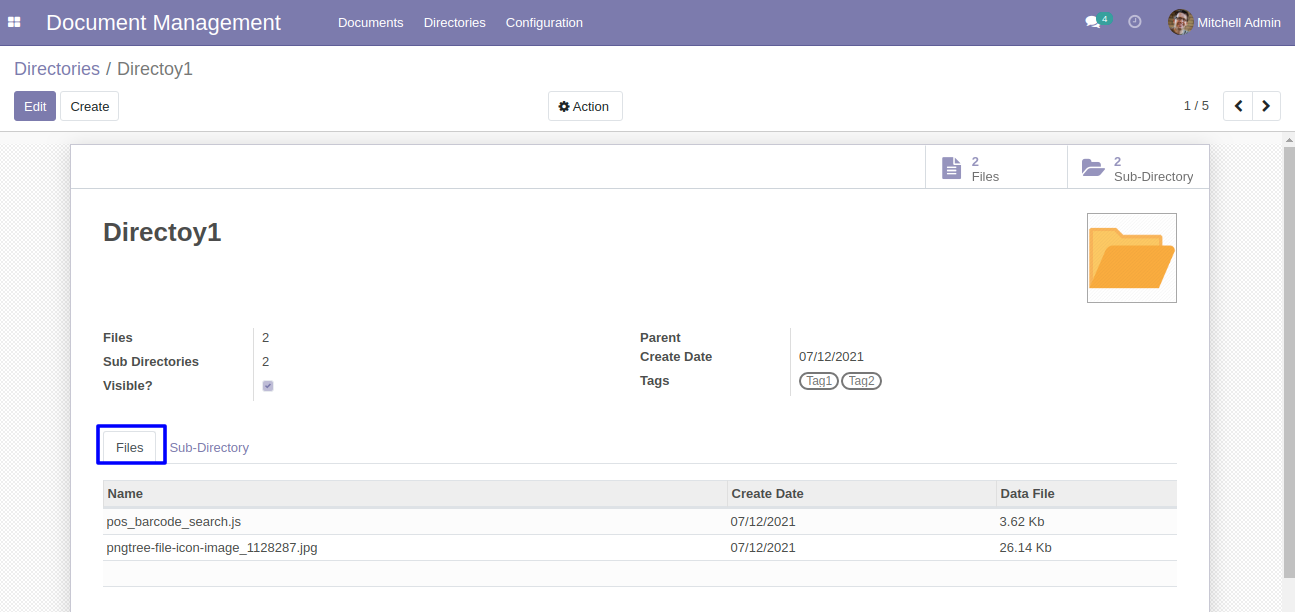 Document Management Documents Directories Configuration 4 Mitchell Admin
Directories / Directoy1
Edit Create Action 1 / 5
2 Files 2 Sub-Directory
Directoy1
Files 2 Parent
Create Date 07/12/2021
Sub Directories 2
Tags Tag1 Tag2
Visible?
Files Sub-Directory
Name Create Date Data File
pos_barcode_search.js 07/12/2021 3.62 Kb
pngtree-file-icon-image_1128287.jpg 07/12/2021 26.14 Kb